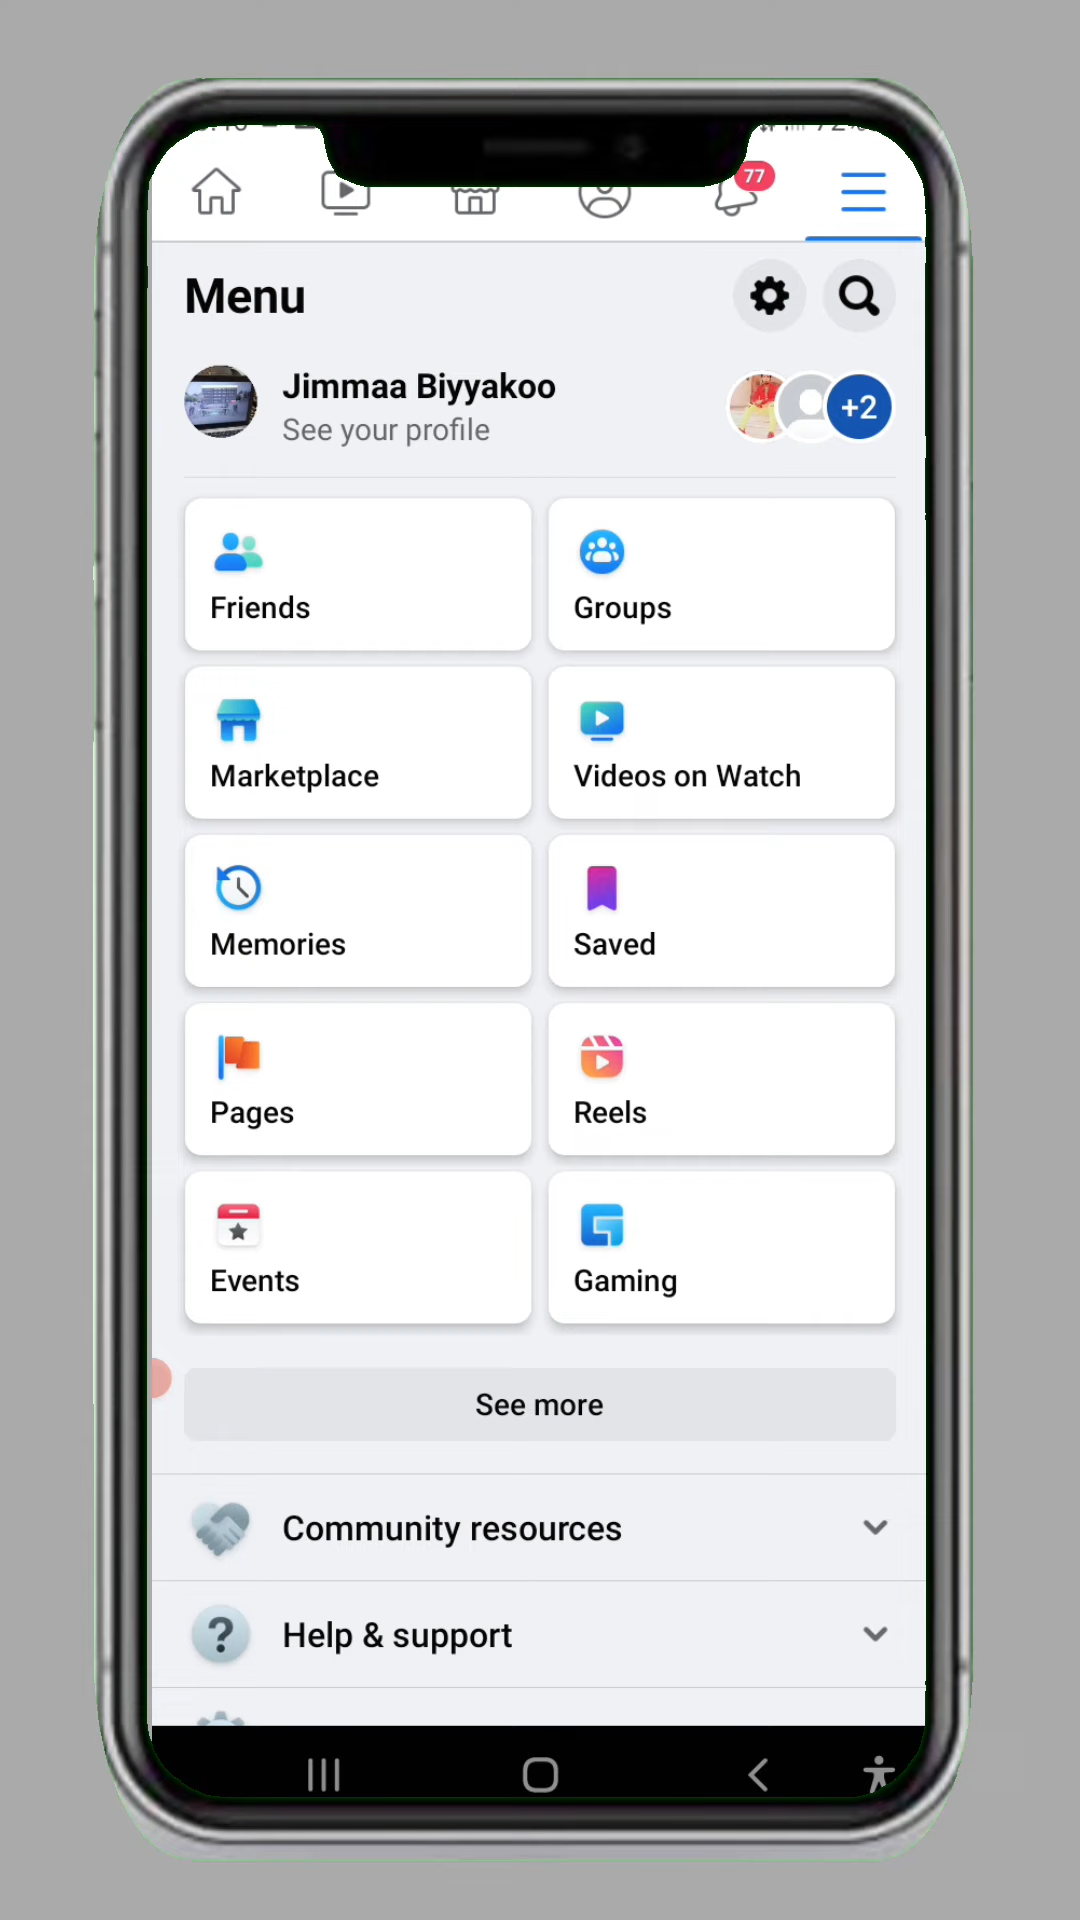 77
Menu
Jimmaa Biyyakoo
See your profile
+2
Friends
Groups
Marketplace
Videos on Watch
Memories
Saved
Pages
Reels
Events
Gaming
See more
Community resources
Help & support